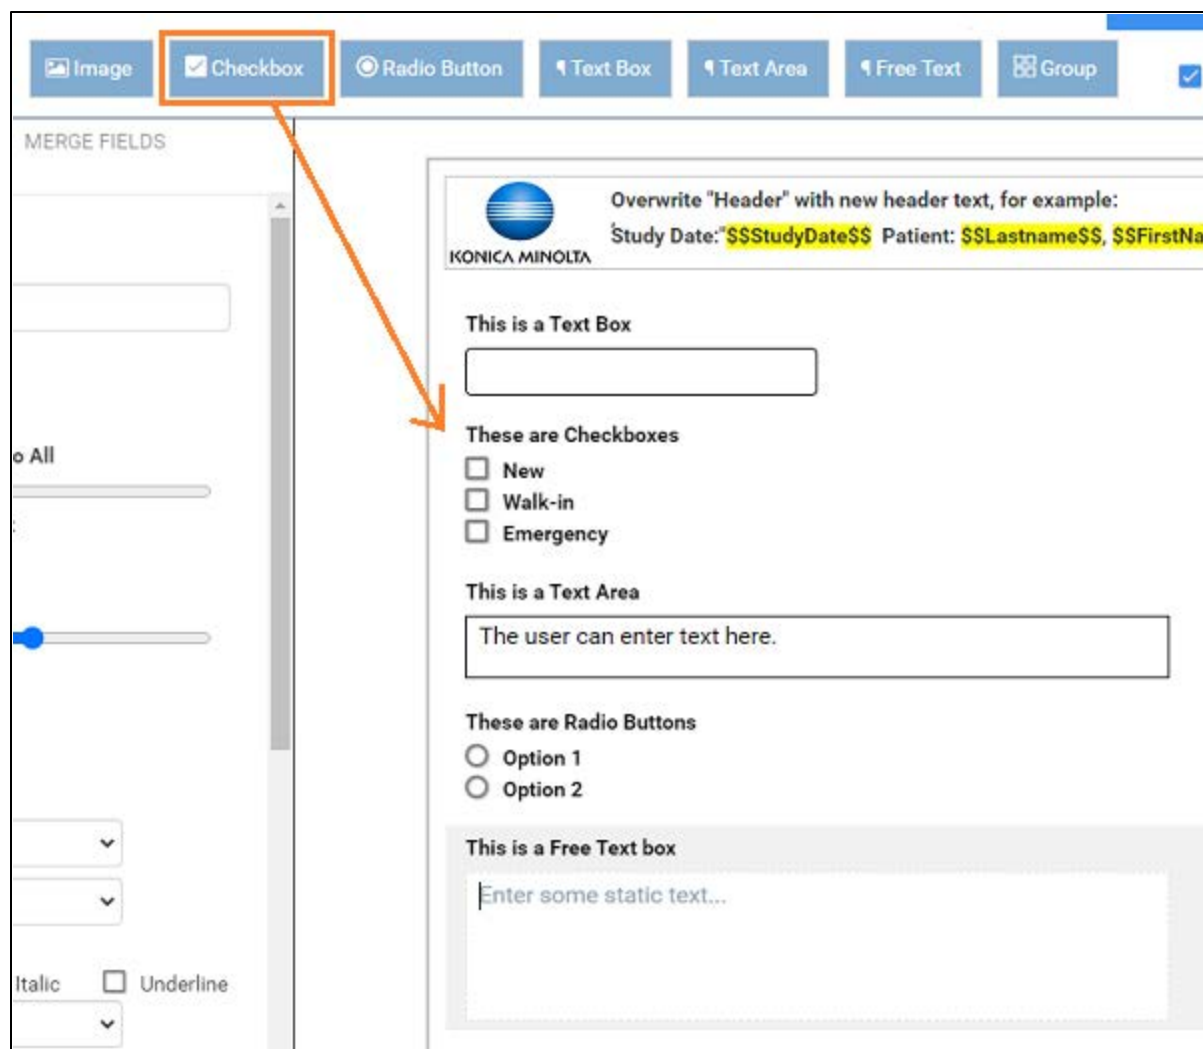 Image
Checkbox
Radio Button
¶ Text Box
¶ Text Area
¶ Free Text
Group
MERGE FIELDS
o All
Italic
Underline
KONICA MINOLTA
Overwrite "Header" with new header text, for example:
Study Date:" $$StudyDate$$ Patient: $$Lastname$$, $$FirstNa
This is a Text Box
These are Checkboxes
New
Walk-in
Emergency
This is a Text Area
The user can enter text here.
These are Radio Buttons
Option 1
Option 2
This is a Free Text box
Enter some static text...